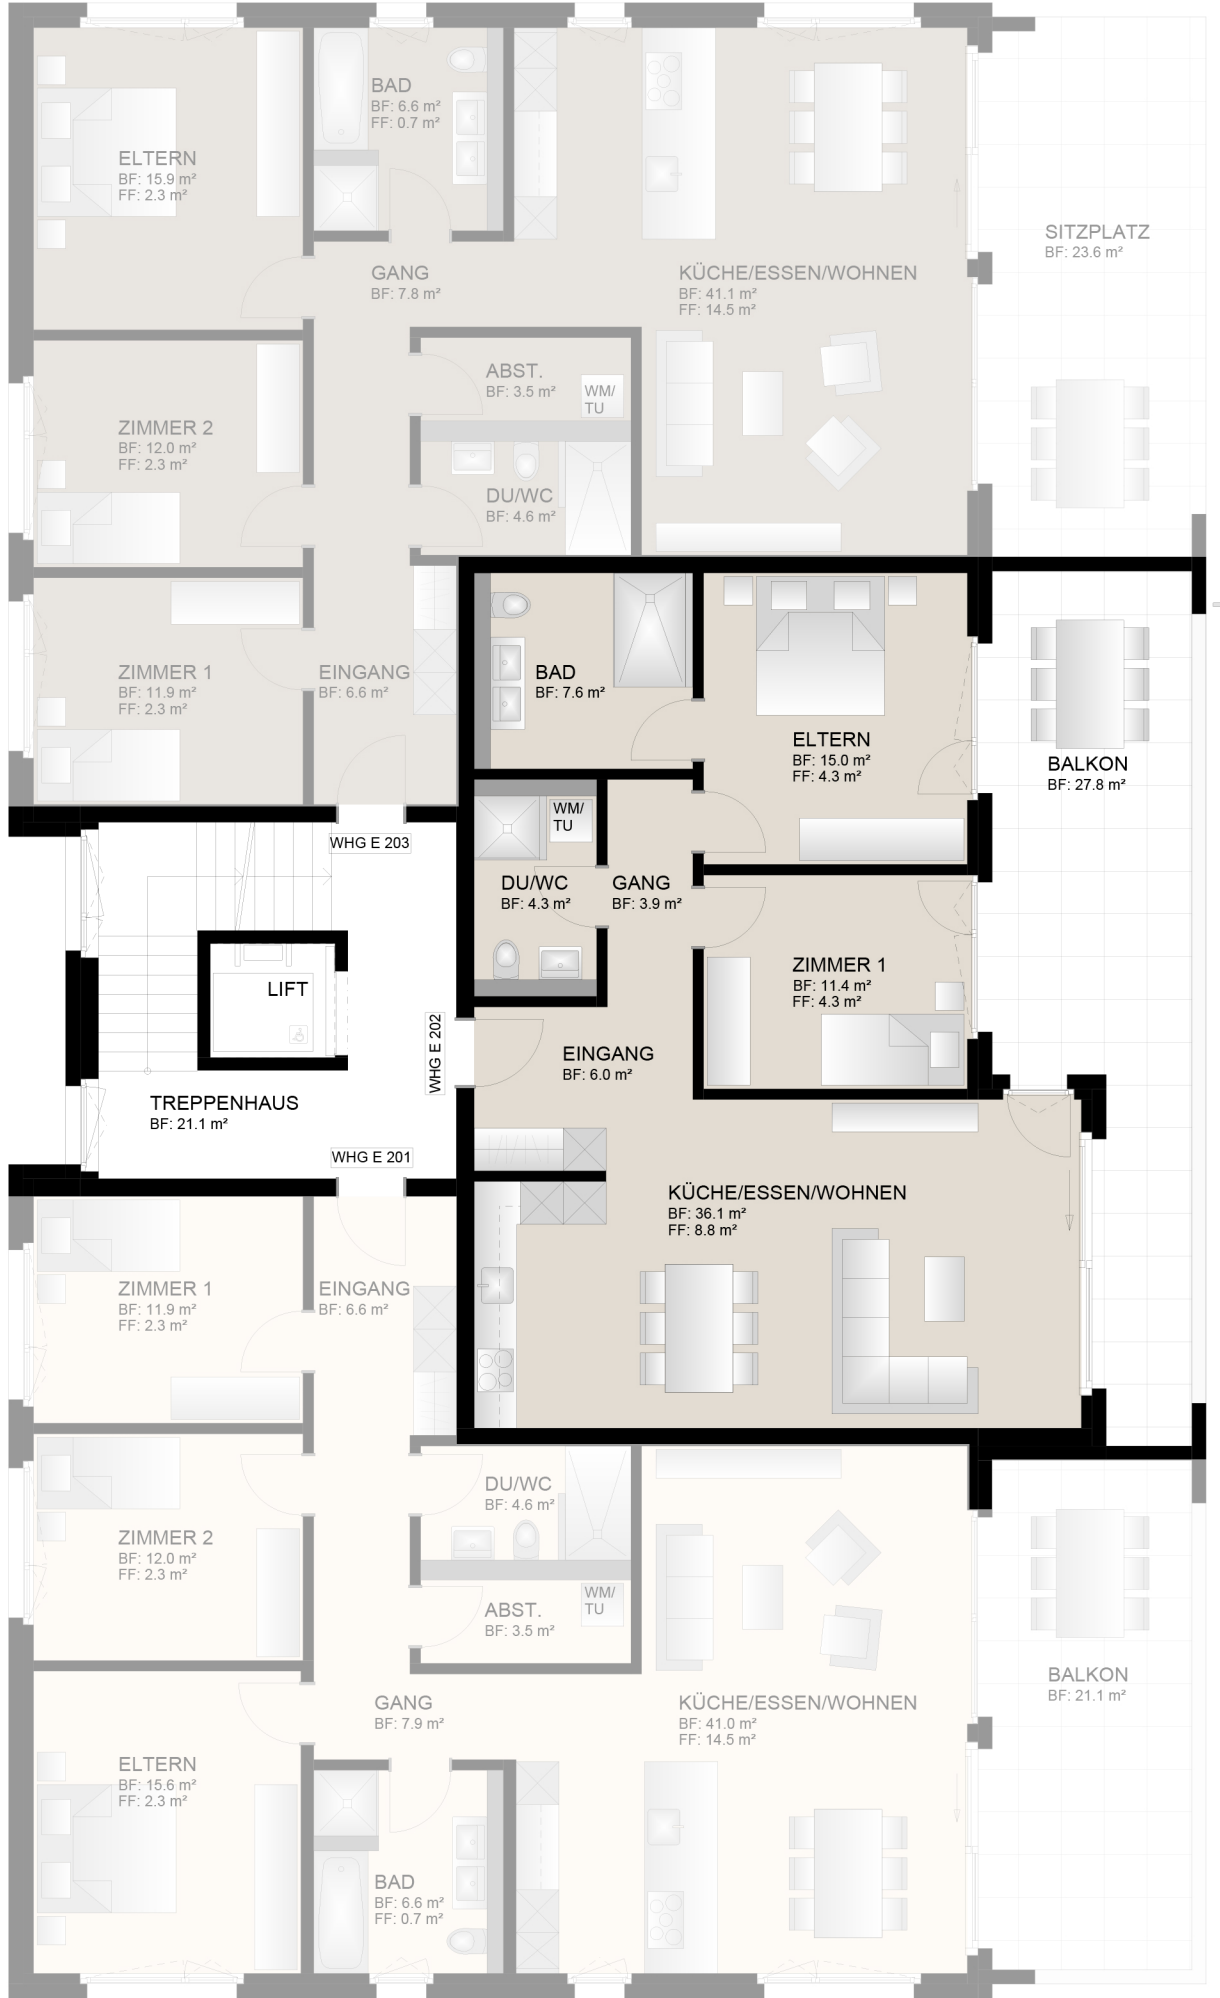 BAD
BF: 6.6 m²
FF: 0.7 m²
ELTERN
BF: 15.9 m²
FF: 2.3 m²
SITZPLATZ
BF: 23.6 m²
GANG
BF: 7.8 m²
KÜCHE/ESSEN/WOHNEN
BF: 41.1 m²
FF: 14.5 m²
ABST.
BF: 3.5 m²
WM/
TU
ZIMMER 2
BF: 12.0 m²
FF: 2.3 m²
DU/WC
BF: 4.6 m²
ZIMMER 1
BF: 11.9 m²
FF: 2.3 m²
EINGANG
BF: 6.6 m²
BAD
BF: 7.6 m²
ELTERN
BF: 15.0 m²
FF: 4.3 m²
BALKON
BF: 27.8 m²
WHG E 203
WM/
TU
DU/WC
BF: 4.3 m²
GANG
BF: 3.9 m²
ZIMMER 1
BF: 11.4 m²
FF: 4.3 m²
LIFT
WHG E 202
EINGANG
BF: 6.0 m²
TREPPENHAUS
BF: 21.1 m²
WHG E 201
KÜCHE/ESSEN/WOHNEN
BF: 36.1 m²
FF: 8.8 m²
ZIMMER 1
BF: 11.9 m²
FF: 2.3 m²
EINGANG
BF: 6.6 m²
DU/WC
BF: 4.6 m²
ZIMMER 2
BF: 12.0 m²
FF: 2.3 m²
ABST.
BF: 3.5 m²
WM/
TU
BALKON
BF: 21.1 m²
GANG
BF: 7.9 m²
KÜCHE/ESSEN/WOHNEN
BF: 41.0 m²
FF: 14.5 m²
ELTERN
BF: 15.6 m²
FF: 2.3 m²
BAD
BF: 6.6 m²
FF: 0.7 m²